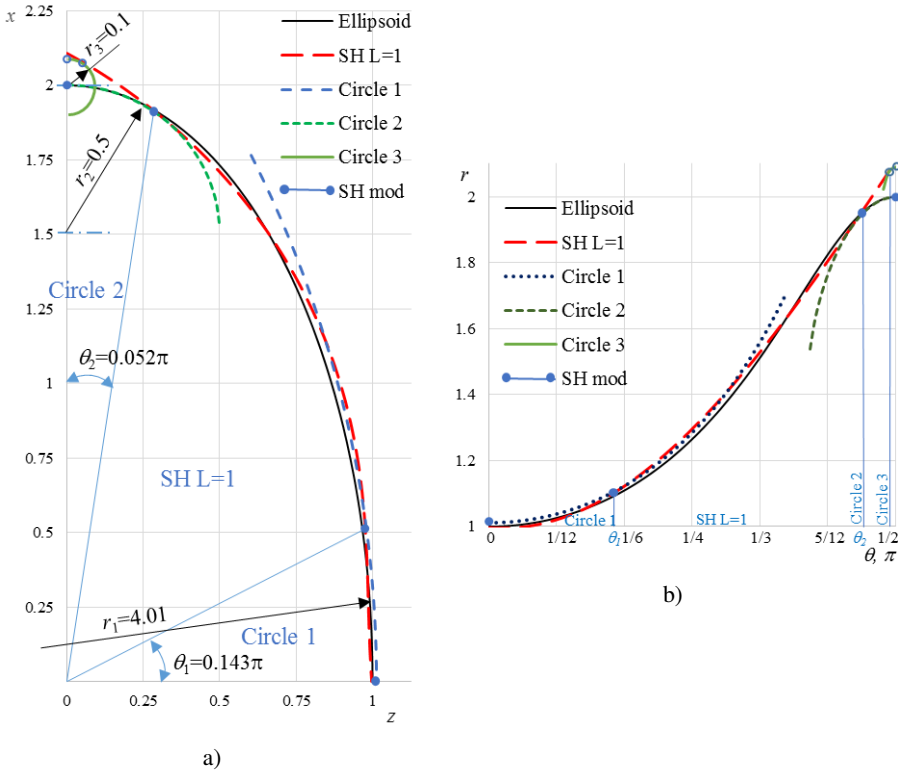 x
2.25
2
1.75
1.5
1.25
1
0.75
0.5
0.25
0
0.25
0.5
0.75
1
z
Ellipsoid
SH L=1
Circle 1
Circle 2
Circle 3
SH mod
r3=0.1
r2=0.5
Circle 2
θ2=0.052π
SH L=1
r1=4.01
Circle 1
θ1=0.143π
a)
r
2
1.8
1.6
1.4
1.2
1
Ellipsoid
SH L=1
Circle 1
Circle 2
Circle 3
SH mod
Circle 1
SH L=1
Circle 2
Circle 3
0
1/12
θ1
1/6
1/4
1/3
5/12
θ2
1/2
θ, π
b)